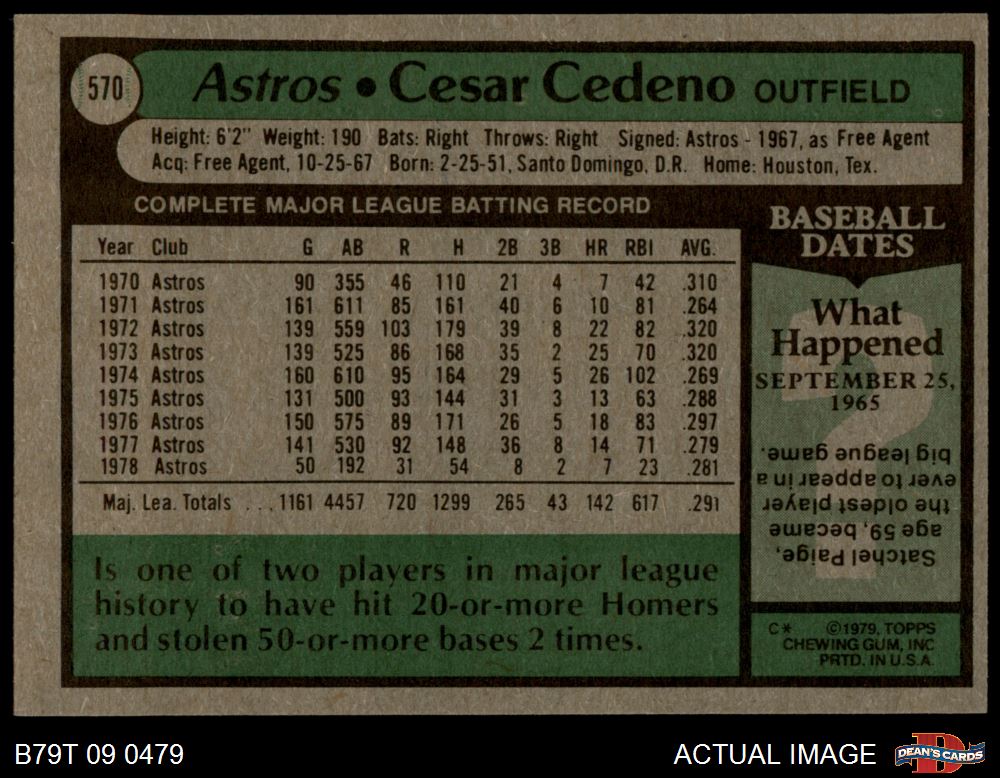 570
Astros • Cesar Cedeno OUTFIELD
Height: 6'2" Weight: 190 Bats: Right Throws: Right Signed: Astros - 1967, as Free Agent
Acq: Free Agent, 10-25-67 Born: 2-25-51, Santo Domingo, D.R. Home: Houston, Tex.
COMPLETE MAJOR LEAGUE BATTING RECORD
Year Club G AB R H 2B 3B HR RBI AVG.
1970 Astros 90 355 46 110 21 4 7 42 .310
1971 Astros 161 611 85 161 40 6 10 81 .264
1972 Astros 139 559 103 179 39 8 22 82 .320
1973 Astros 139 525 86 168 35 2 25 70 .320
1974 Astros 160 610 95 164 29 5 26 102 .269
1975 Astros 131 500 93 144 31 3 13 63 .288
1976 Astros 150 575 89 171 26 5 18 83 .297
1977 Astros 141 530 92 148 36 8 14 71 .279
1978 Astros 50 192 31 54 8 2 7 23 .281
Maj. Lea. Totals ...1161 4457 720 1299 265 43 142 617 .291
Is one of two players in major league
history to have hit 20-or-more Homers
and stolen 50-or-more bases 2 times.
BASEBALL
DATES
What
Happened
SEPTEMBER 25,
1965
Satchel Paige,
age 59, became
the oldest player
ever to appear in a
big league game.
C* ©1979, TOPPS
CHEWING GUM, INC
PRTD. IN U.S.A.
B79T 09 0479
ACTUAL IMAGE
DEAN'S CARDS